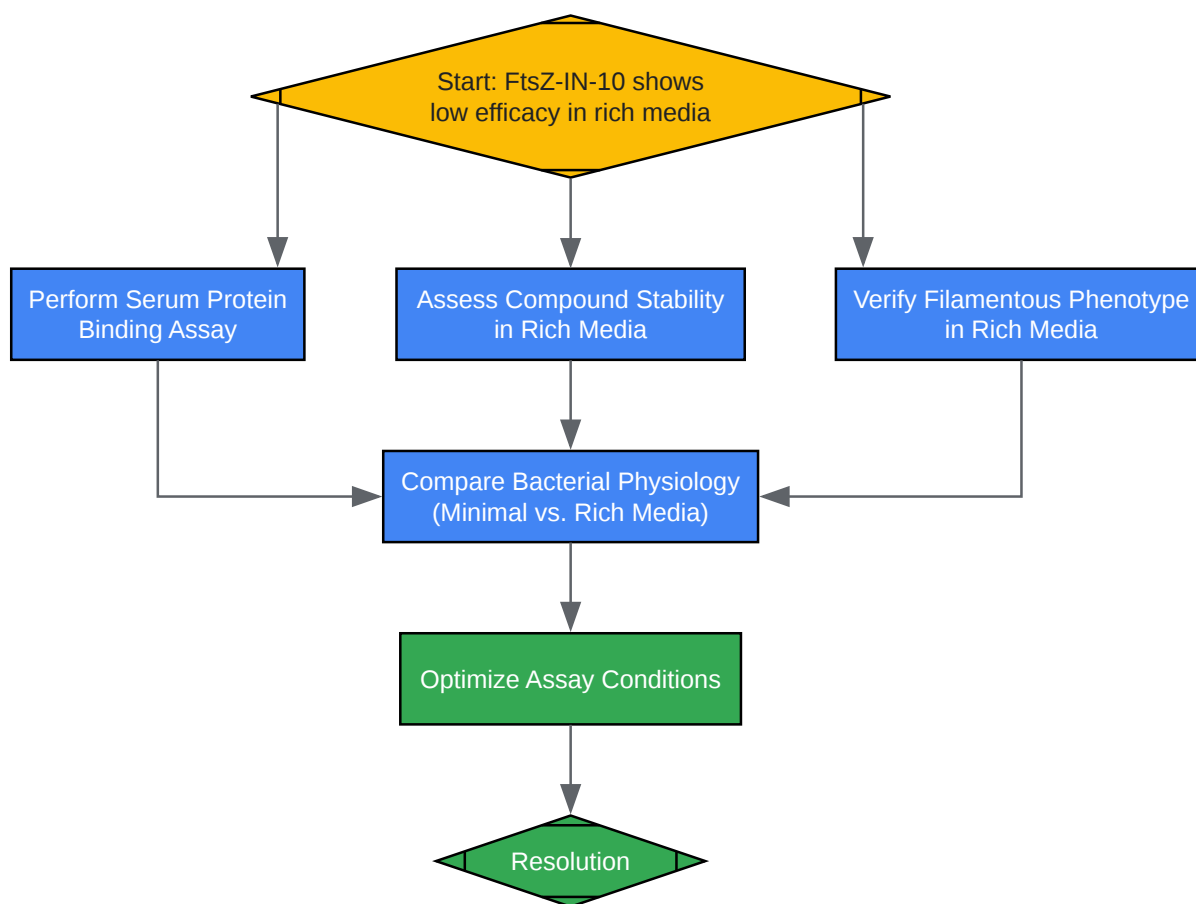 Start: FtsZ-IN-10 shows
low efficacy in rich media
Perform Serum Protein
Binding Assay
Assess Compound Stability
in Rich Media
Verify Filamentous Phenotype
in Rich Media
Compare Bacterial Physiology
(Minimal vs. Rich Media)
Optimize Assay Conditions
Resolution